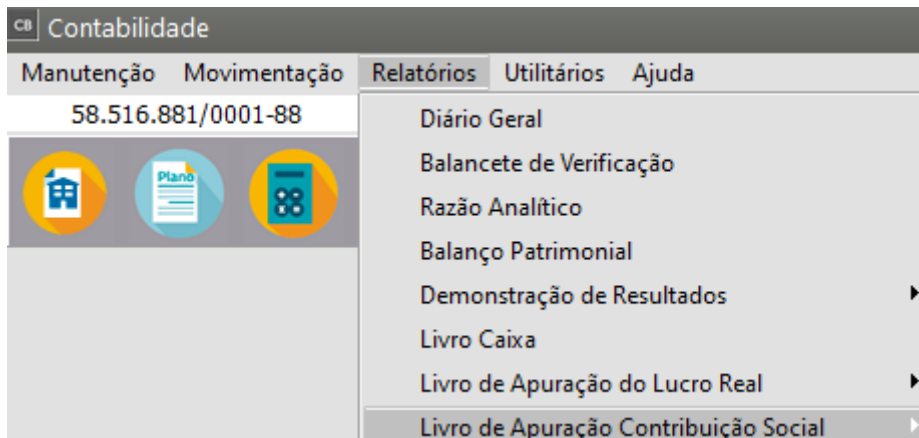 CB Contabilidade
Manutenção Movimentação Relatórios Utilitários Ajuda
58.516.881/0001-88
Plano
Diário Geral
Balancete de Verificação
Razão Analítico
Balanço Patrimonial
Demonstração de Resultados
Livro Caixa
Livro de Apuração do Lucro Real
Livro de Apuração Contribuição Social